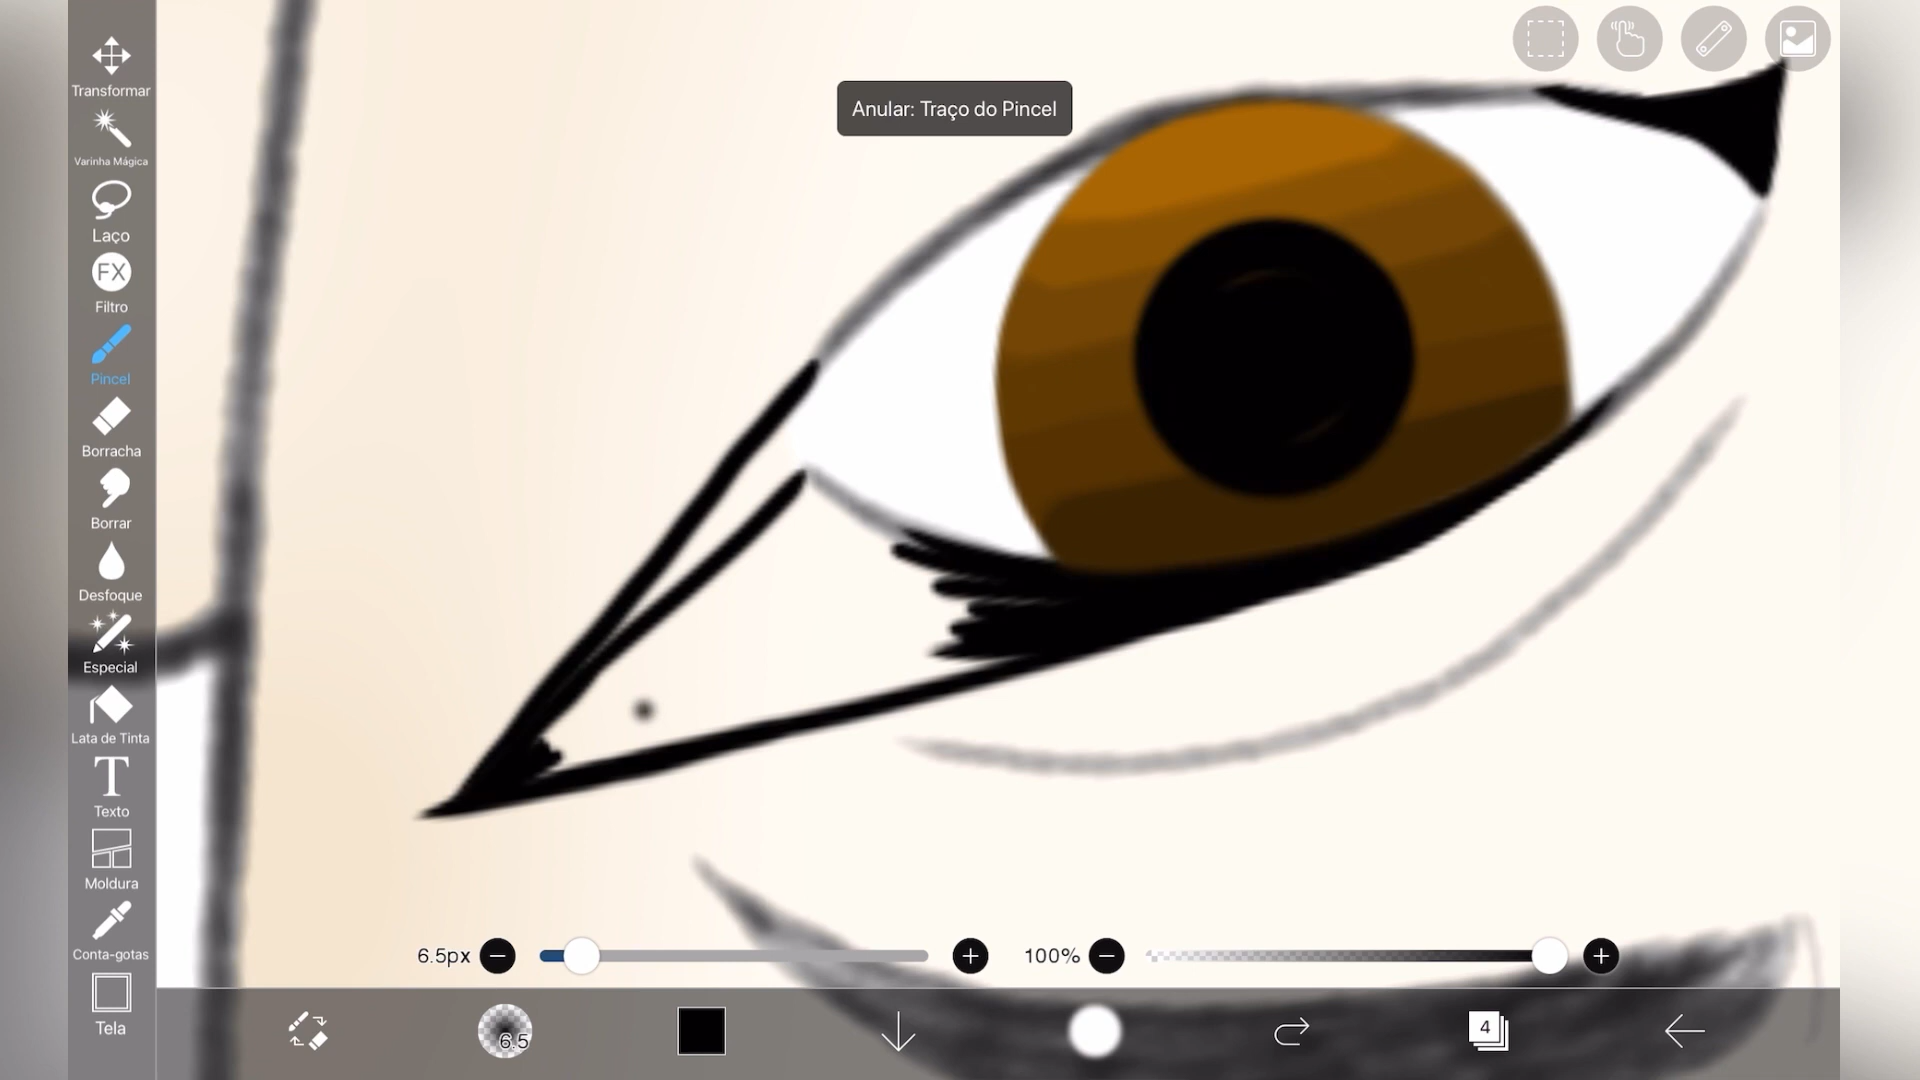 Transformar
Varinha Mágica
Laço
FX
Filtro
Pincel
Borracha
Borrar
Desfoque
Especial
Lata de Tinta
T
Texto
Moldura
Conta-gotas
Tela
Anular: Traço do Pincel
6.5px
100%
6.5
4